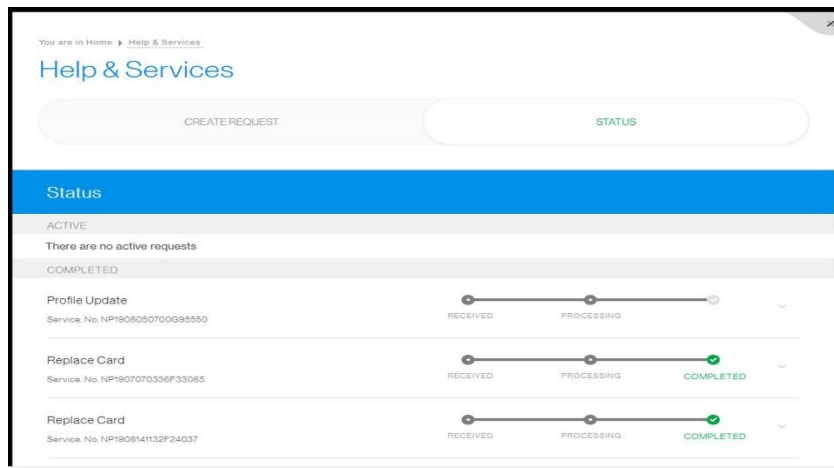 You are in Home ▸ Help & Services
Help & Services
CREATE REQUEST
STATUS
Status
ACTIVE
There are no active requests
COMPLETED
Profile Update
Service. No. NP1908050700G95550
RECEIVED PROCESSING
Replace Card
Service. No. NP1907070336F33065
RECEIVED PROCESSING COMPLETED
Replace Card
Service. No. NP1908141132F24037
RECEIVED PROCESSING COMPLETED